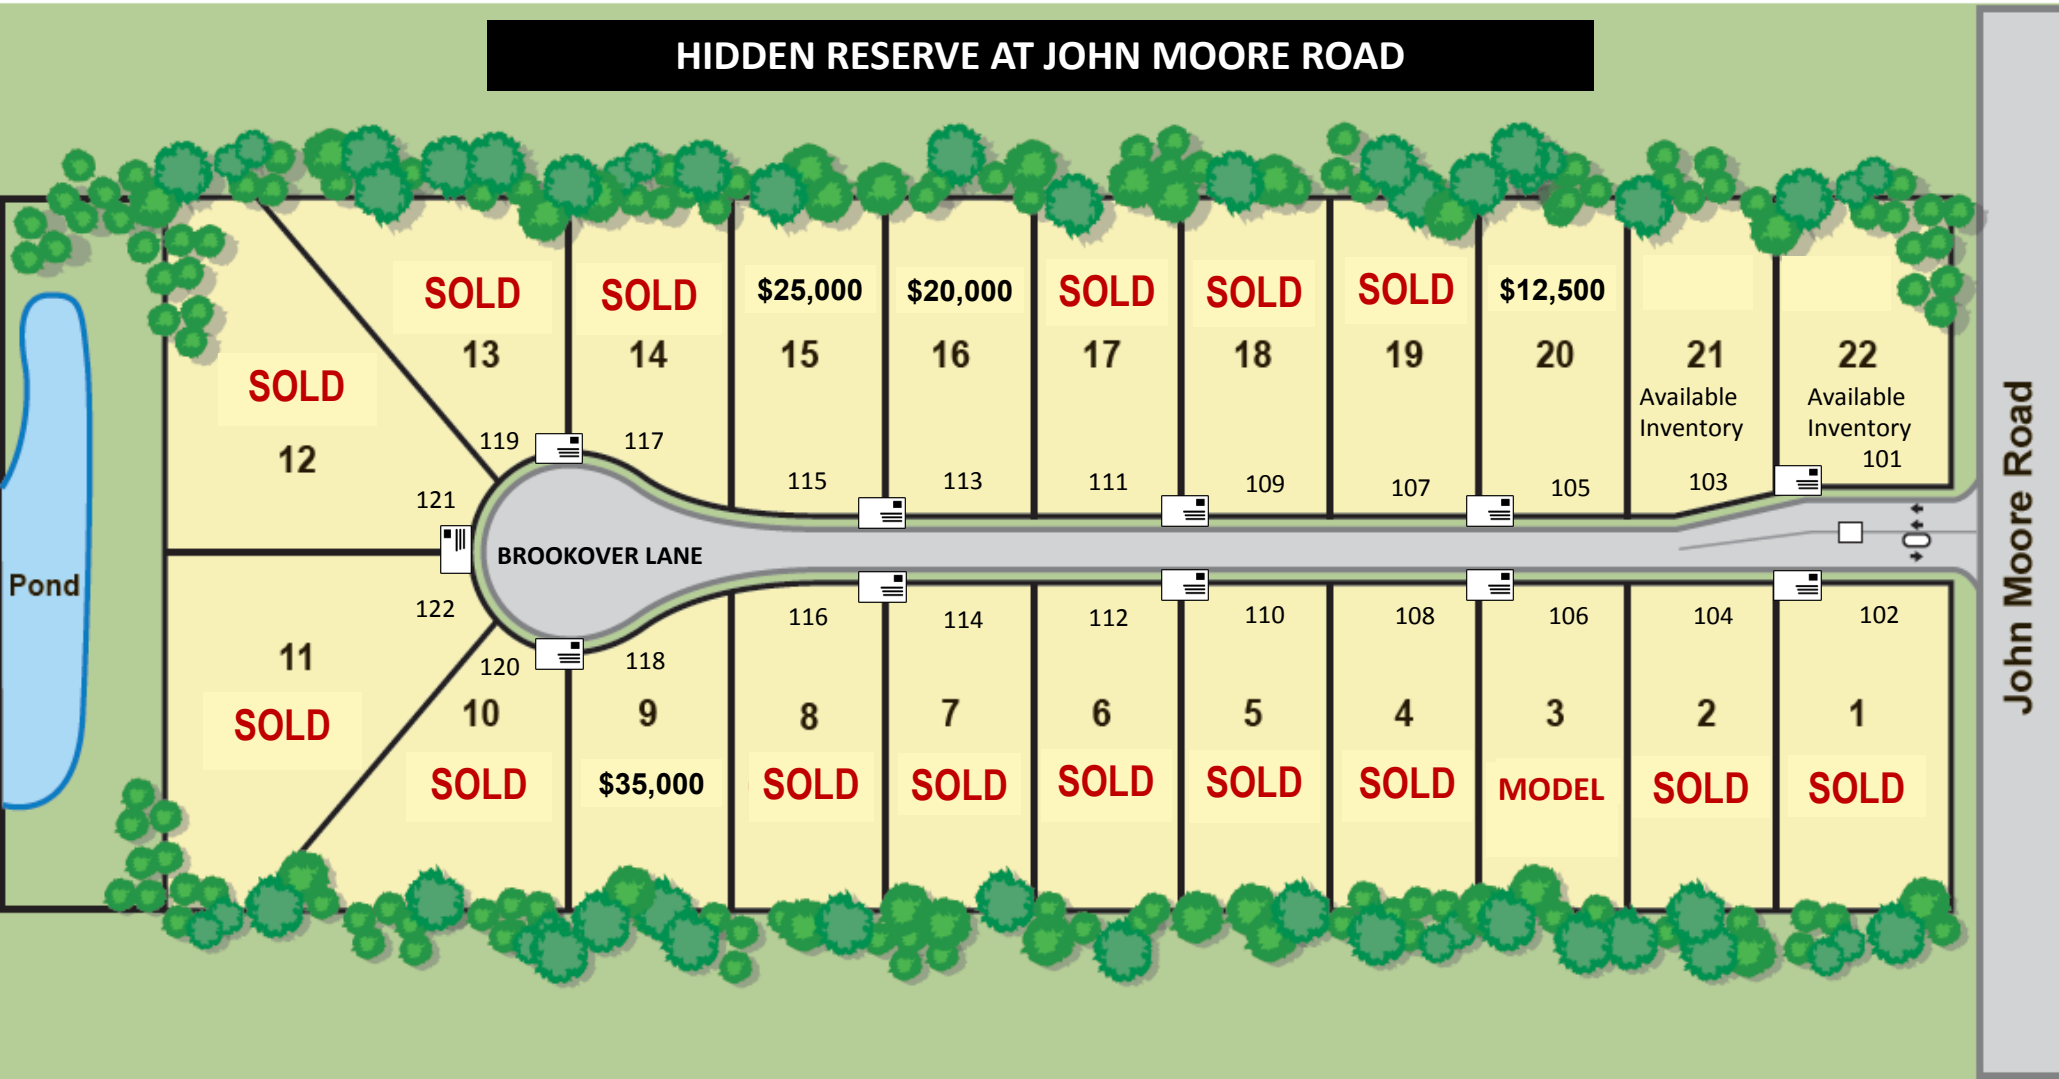 HIDDEN RESERVE AT JOHN MOORE ROAD
SOLD
13
SOLD
14
$25,000
15
$20,000
16
SOLD
17
SOLD
18
SOLD
19
$12,500
20
21
Available
Inventory
22
Available
Inventory
SOLD
12
119
117
115
113
111
109
107
105
103
101
121
BROOKOVER LANE
Pond
John Moore Road
122
120
118
116
114
112
110
108
106
104
102
11
SOLD
10
SOLD
9
$35,000
8
SOLD
7
SOLD
6
SOLD
5
SOLD
4
SOLD
3
MODEL
2
SOLD
1
SOLD